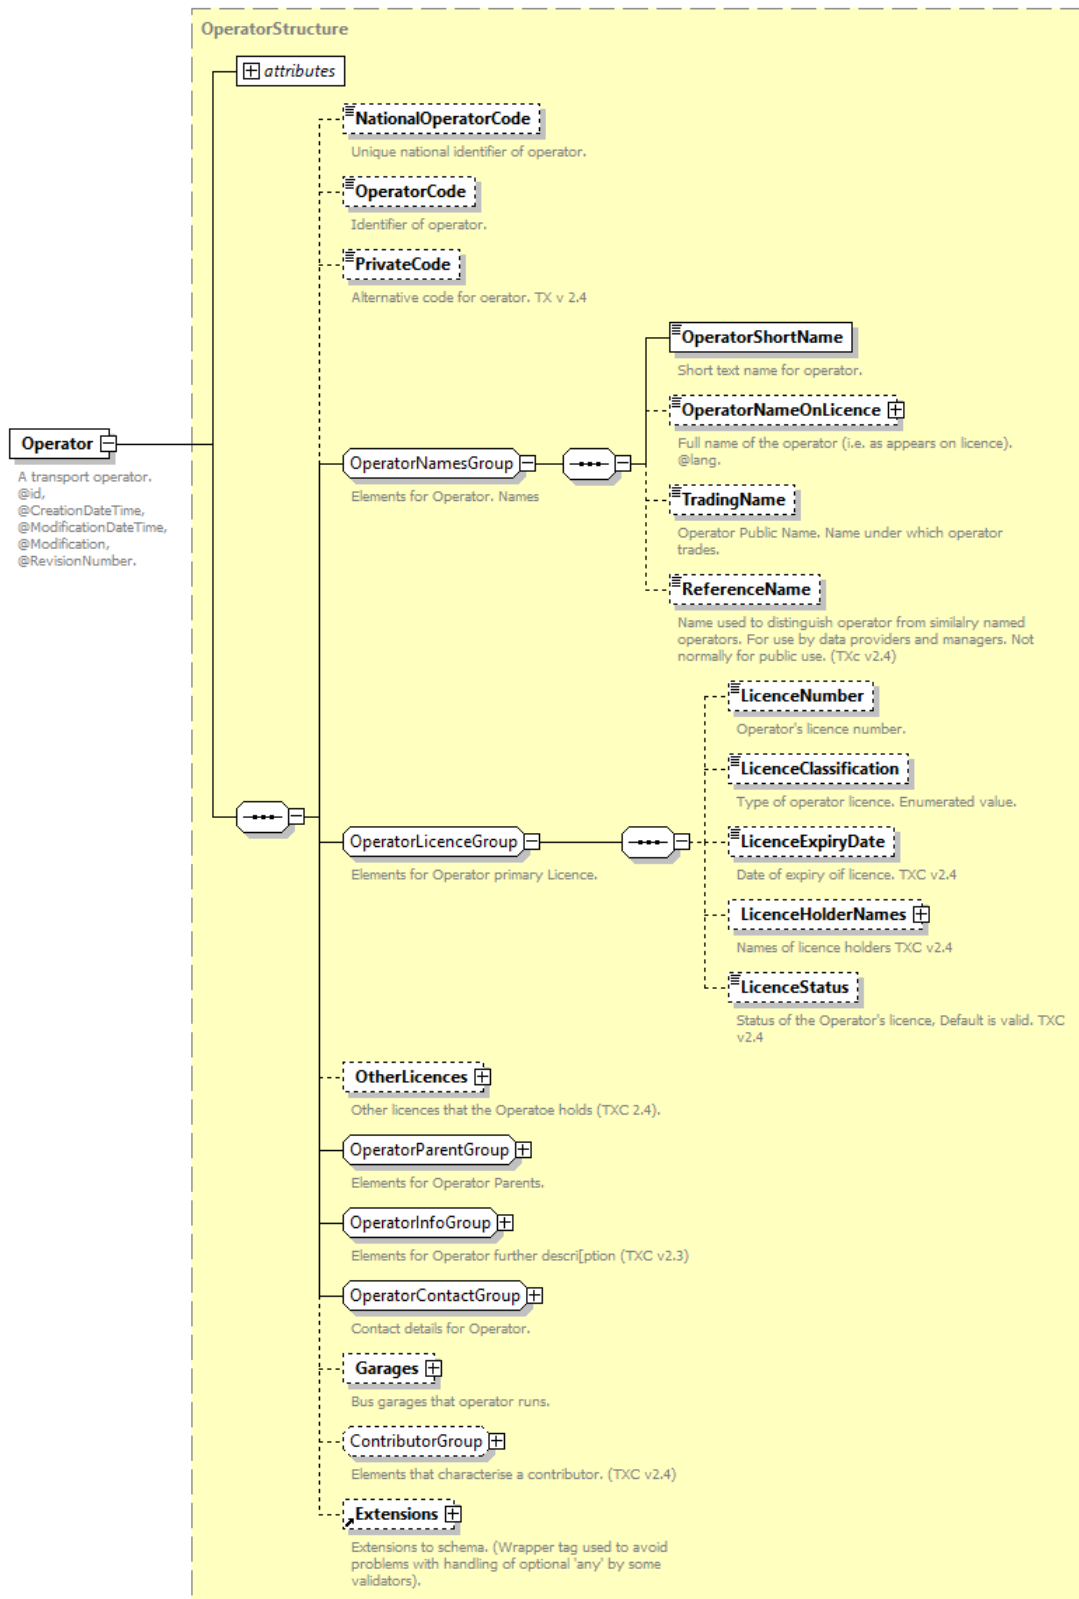 OperatorStructure
attributes
NationalOperatorCode
Unique national identifier of operator.
OperatorCode
Identifier of operator.
PrivateCode
Alternative code for oerator. TX v 2.4
OperatorShortName
Short text name for operator.
OperatorNameOnLicence
Full name of the operator (i.e. as appears on licence).
@lang.
Operator
A transport operator.
@id,
@CreationDateTime,
@ModificationDateTime,
@Modification,
@RevisionNumber.
OperatorNamesGroup
Elements for Operator. Names
TradingName
Operator Public Name. Name under which operator
trades.
ReferenceName
Name used to distinguish operator from similalry named
operators. For use by data providers and managers. Not
normally for public use. (TXc v2.4)
LicenceNumber
Operator's licence number.
LicenceClassification
Type of operator licence. Enumerated value.
OperatorLicenceGroup
Elements for Operator primary Licence.
LicenceExpiryDate
Date of expiry oif licence. TXC v2.4
LicenceHolderNames
Names of licence holders TXC v2.4
LicenceStatus
Status of the Operator's licence, Default is valid. TXC
v2.4
OtherLicences
Other licences that the Operatoe holds (TXC 2.4).
OperatorParentGroup
Elements for Operator Parents.
OperatorInfoGroup
Elements for Operator further descri[ption (TXC v2.3)
OperatorContactGroup
Contact details for Operator.
Garages
Bus garages that operator runs.
ContributorGroup
Elements that characterise a contributor. (TXC v2.4)
Extensions
Extensions to schema. (Wrapper tag used to avoid
problems with handling of optional 'any' by some
validators).